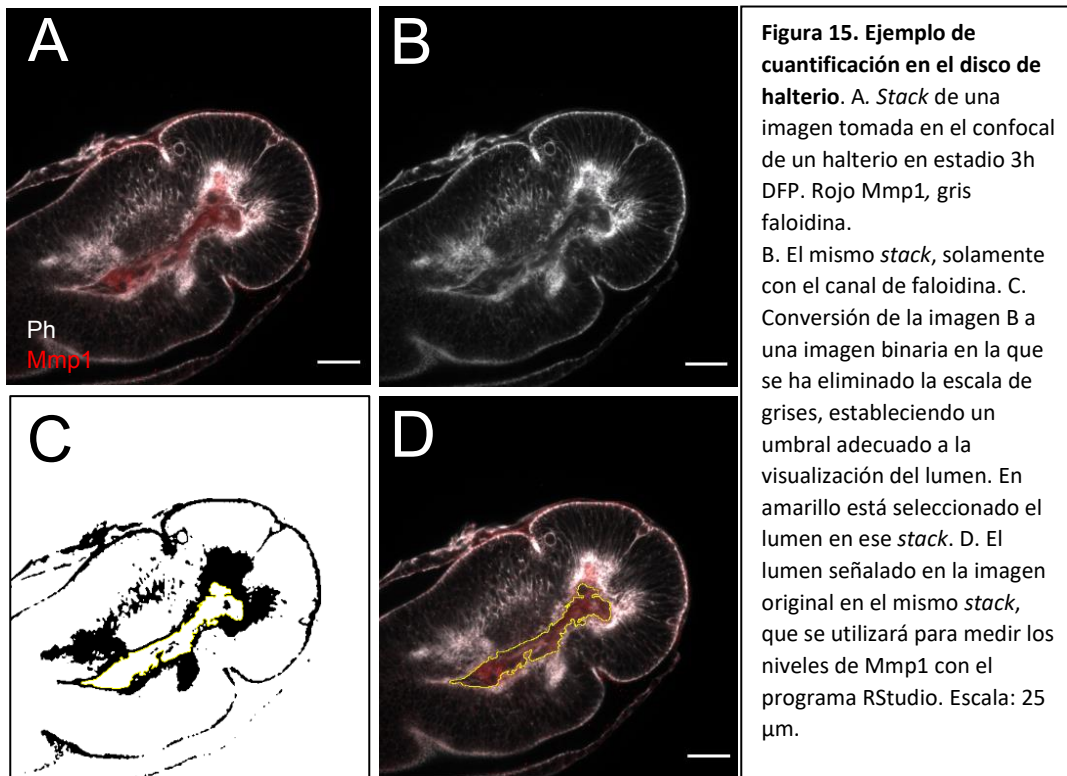 A
Ph
Mmp1
B
C
D
Figura 15. Ejemplo de
cuantificación en el disco de
halterio. A. Stack de una
imagen tomada en el confocal
de un halterio en estadio 3h
DFP. Rojo Mmp1, gris
faloidina.
B. El mismo stack, solamente
con el canal de faloidina. C.
Conversión de la imagen B a
una imagen binaria en la que
se ha eliminado la escala de
grises, estableciendo un
umbral adecuado a la
visualización del lumen. En
amarillo está seleccionado el
lumen en ese stack. D. El
lumen señalado en la imagen
original en el mismo stack,
que se utilizará para medir los
niveles de Mmp1 con el
programa RStudio. Escala: 25
µm.